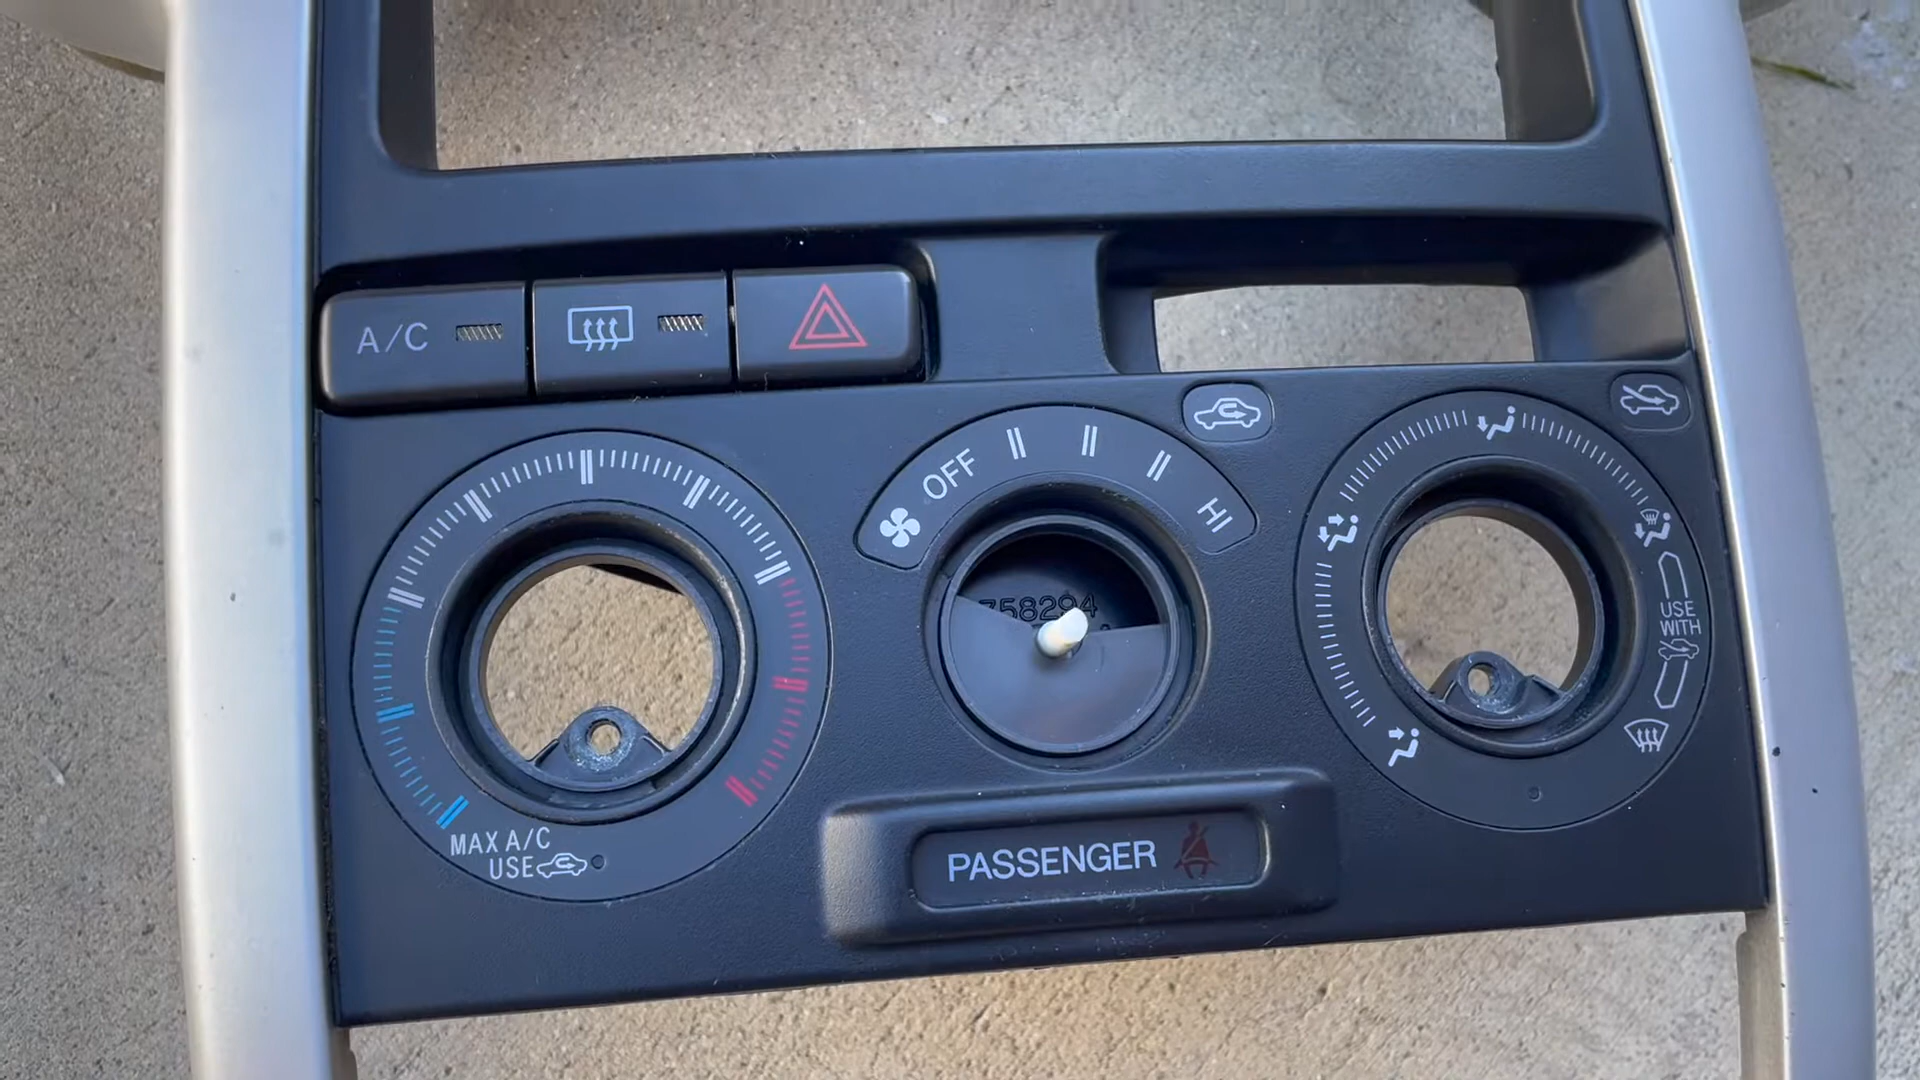 A/C
OFF
HI
758294
USE
WITH
MAX A/C
USE
PASSENGER